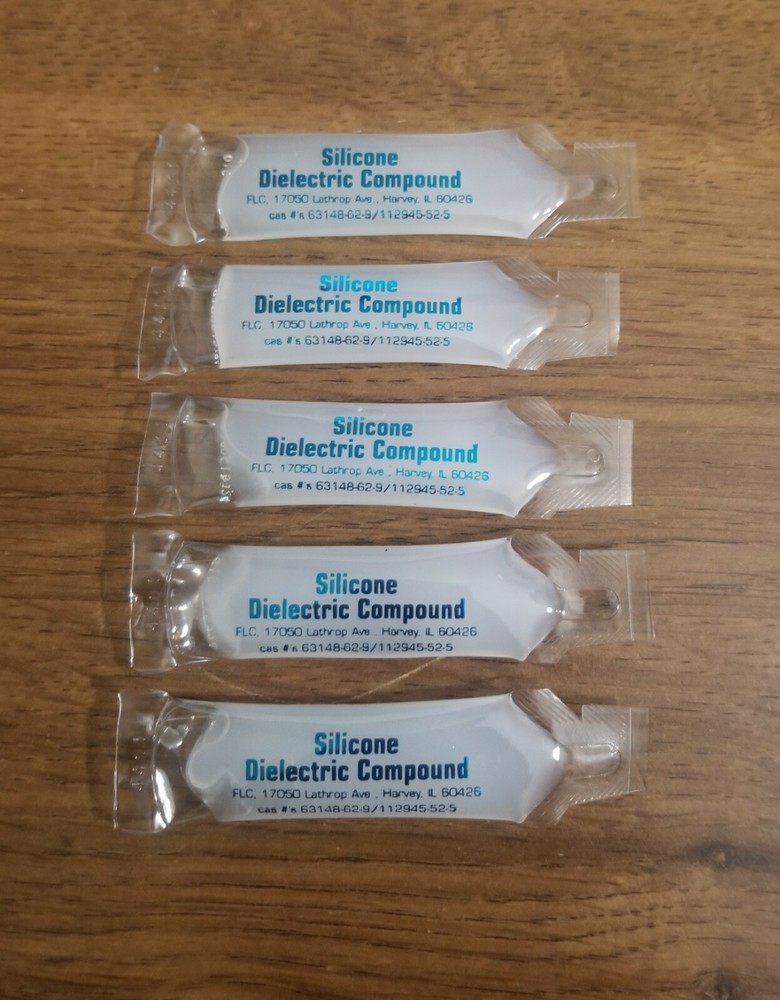 Silicone
Dielectric Compound
FLC, 17050 Lathrop Ave., Harvey, IL 60426
cas #'s 63148-62-9/112945-52-5
Silicone
Dielectric Compound
FLC, 17050 Lathrop Ave., Harvey, IL 60426
cas #'s 63148-62-9/112945-52-5
Silicone
Dielectric Compound
FLC, 17050 Lathrop Ave., Harvey, IL 60426
cas #'s 63148-62-9/112945-52-5
Silicone
Dielectric Compound
FLC, 17050 Lathrop Ave., Harvey, IL 60426
cas #'s 63148-62-9/112945-52-5
Silicone
Dielectric Compound
FLC, 17050 Lathrop Ave., Harvey, IL 60426
cas #'s 63148-62-9/112945-52-5